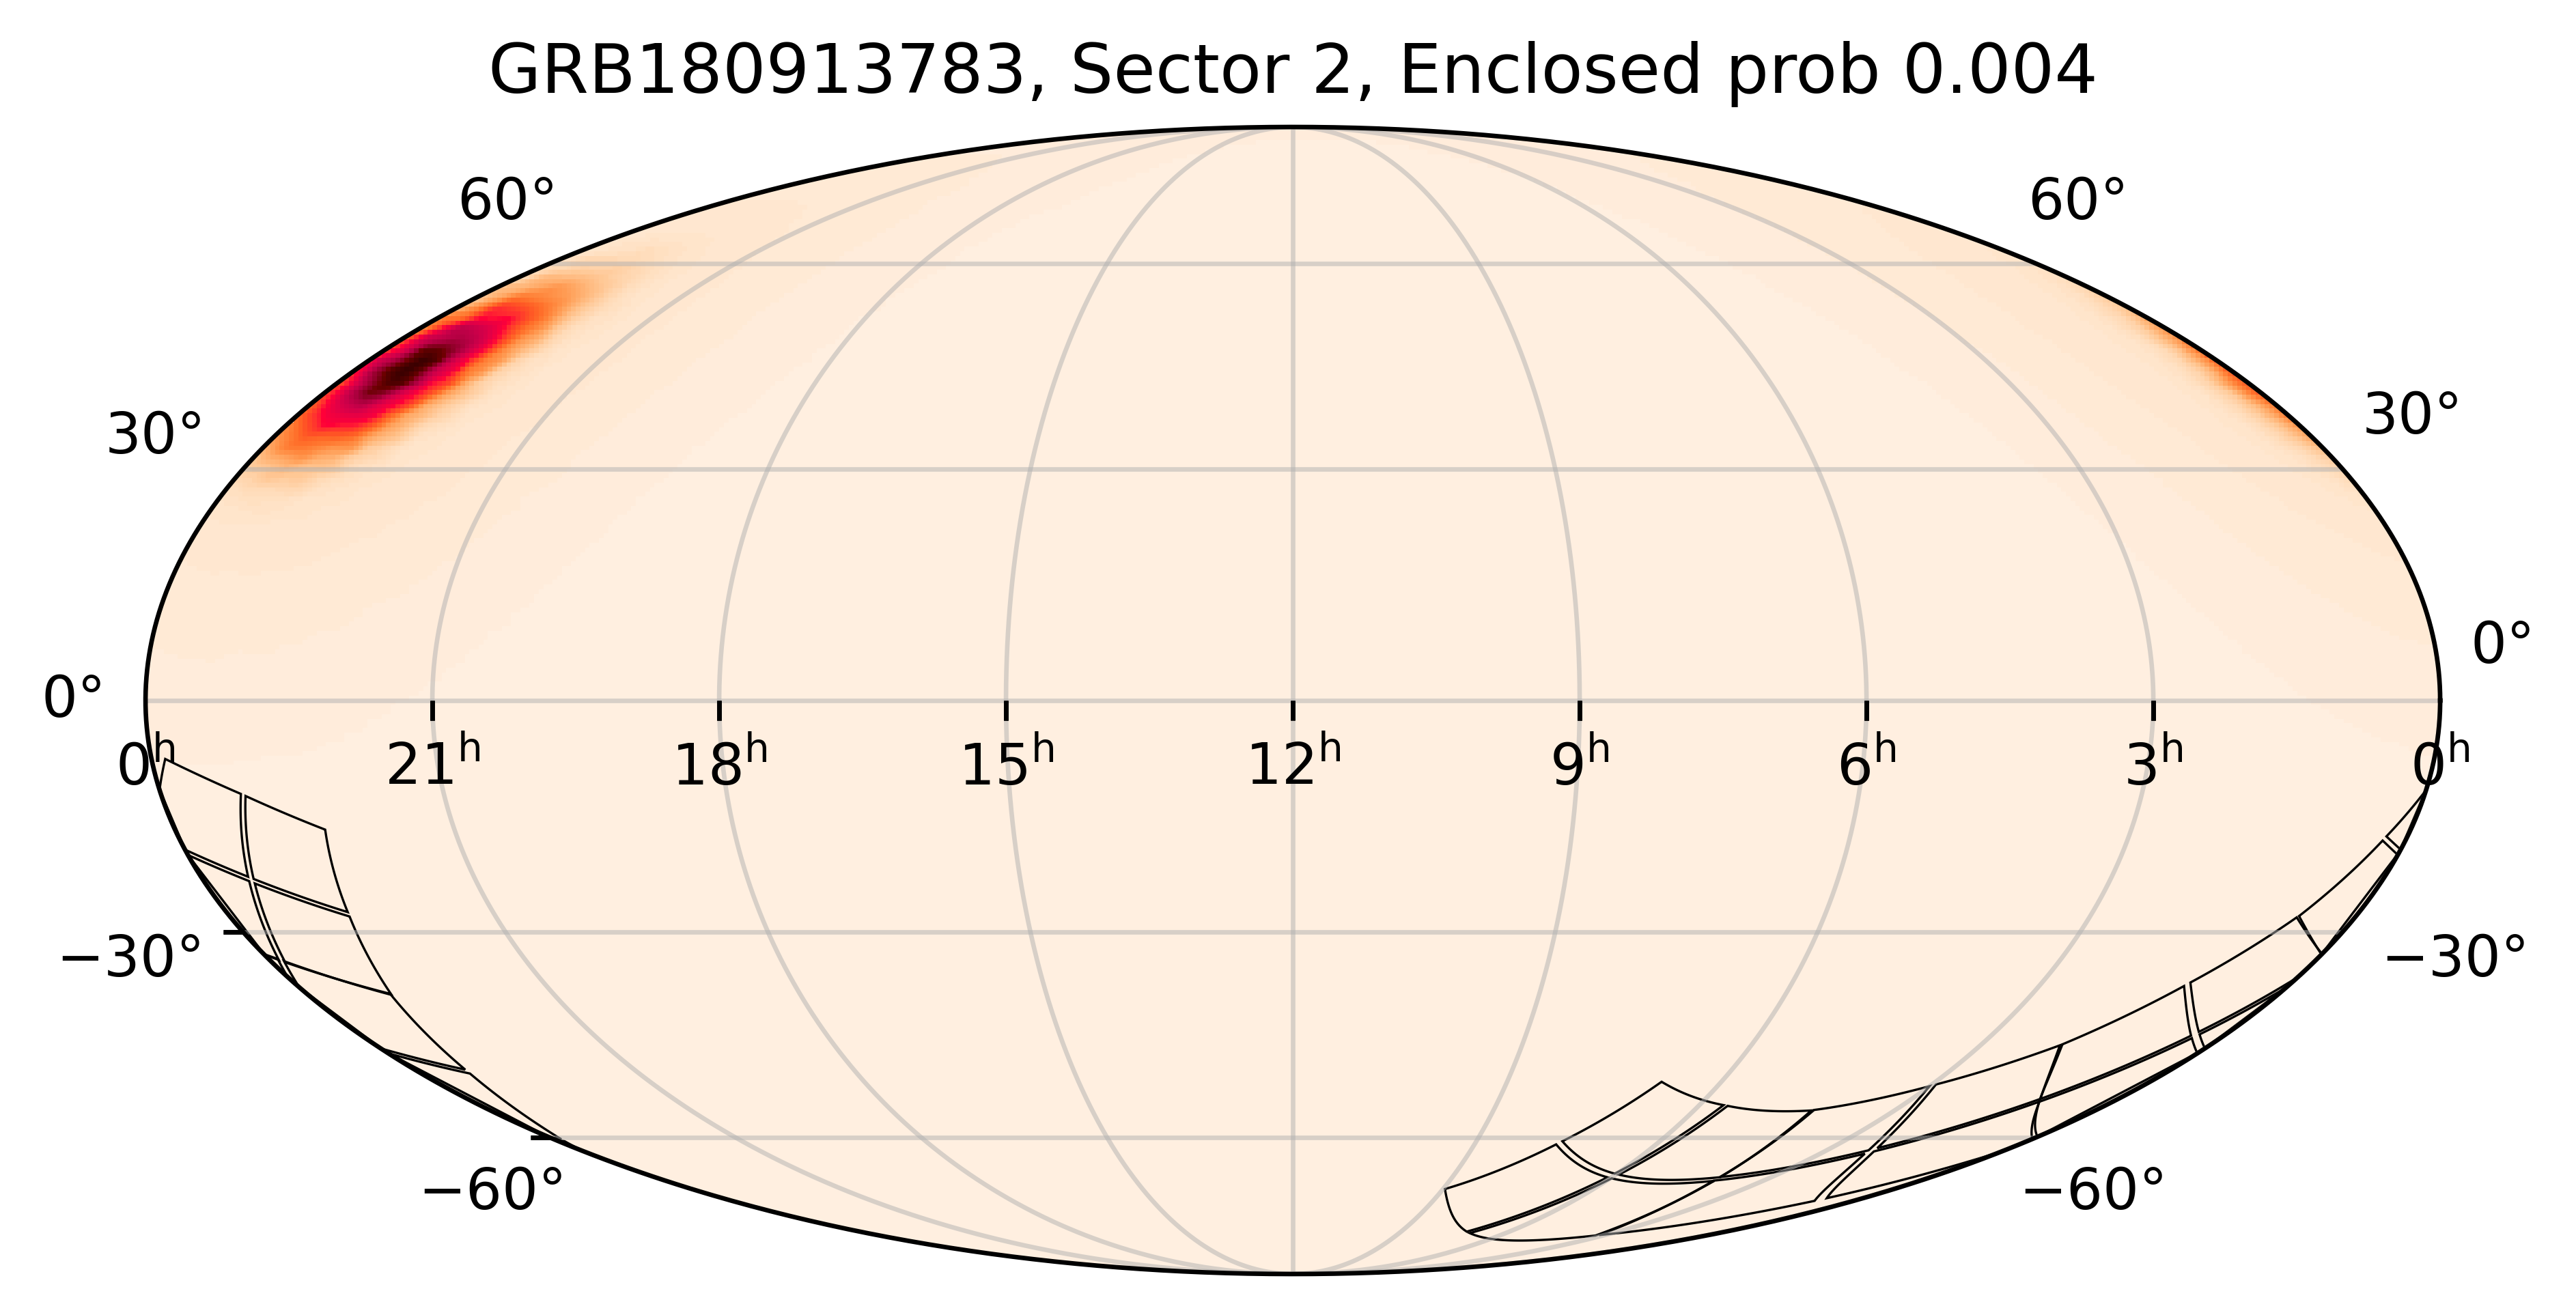 GRB180913783, Sector 2, Enclosed prob 0.004
60° 60°
30° 30°
0° 0°
0ʰ 21ʰ 18ʰ 15ʰ 12ʰ 9ʰ 6ʰ 3ʰ 0ʰ
−30° −30°
−60° −60°